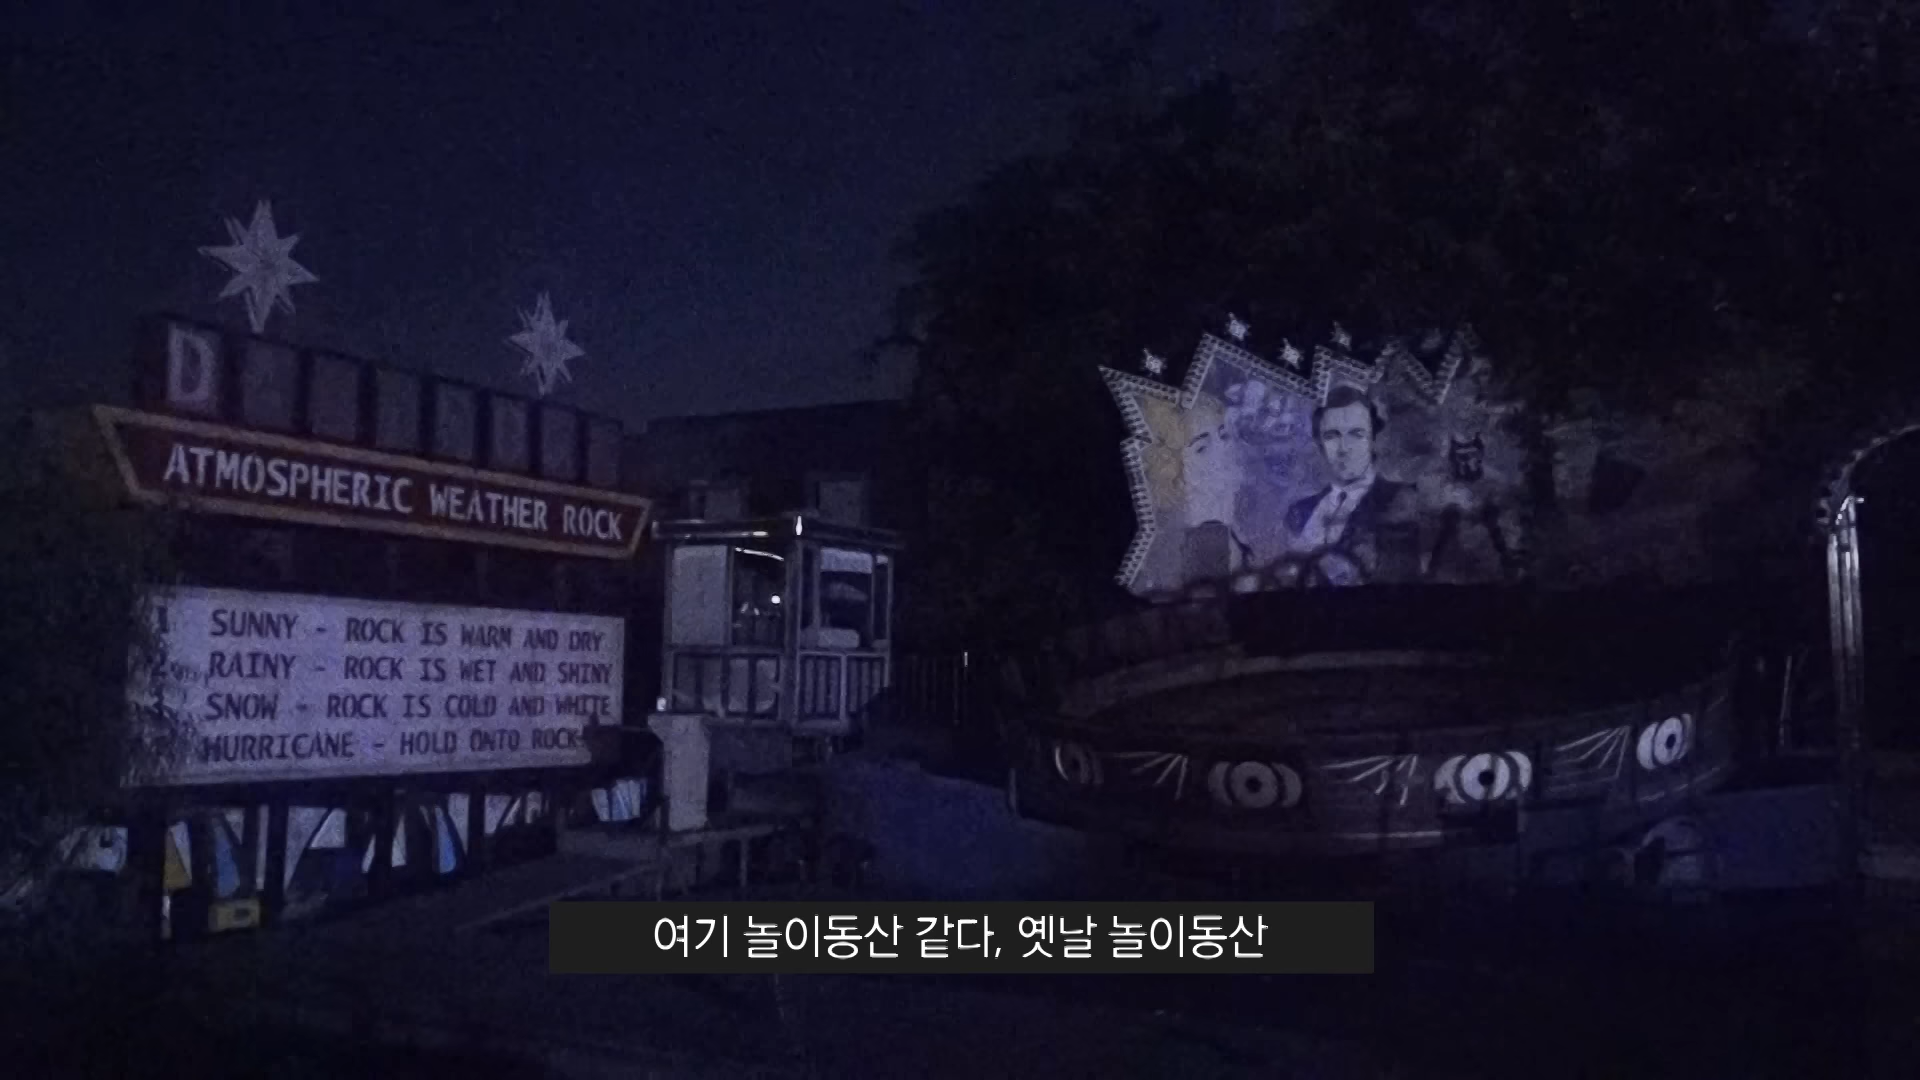 D
ATMOSPHERIC WEATHER ROCK
SUNNY - ROCK IS WARM AND DRY
RAINY - ROCK IS WET AND SHINY
SNOW - ROCK IS COLD AND WHITE
HURRICANE - HOLD ONTO ROCK
여기 놀이동산 같다, 옛날 놀이동산